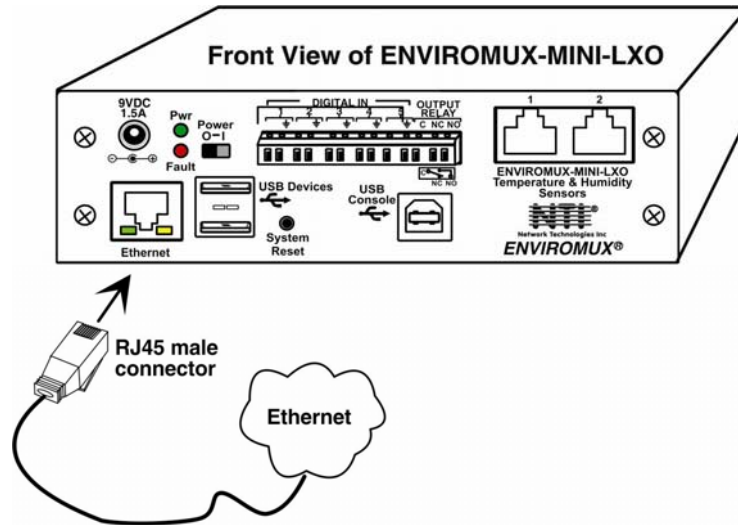 Front View of ENVIROMUX-MINI-LXO
9VDC
1.5A
Pwr
Power
O–I
Fault
DIGITAL IN
1 2 3 4 5
OUTPUT
RELAY
C NC NO
C
NC NO
1 2
ENVIROMUX-MINI-LXO
Temperature & Humidity
Sensors
USB Devices
USB
Console
System
Reset
Ethernet
®
Network Technologies Inc
ENVIROMUX®
RJ45 male
connector
Ethernet